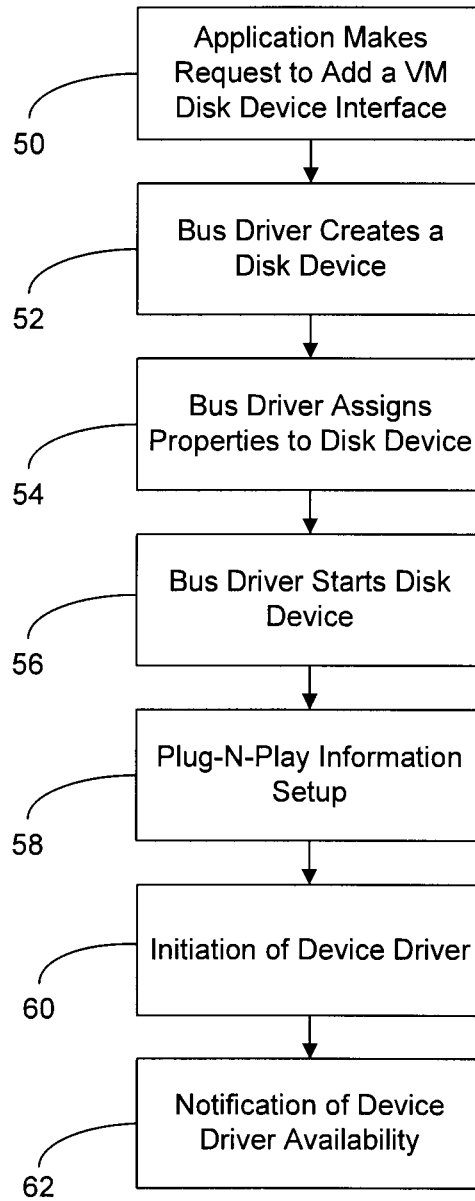 Application Makes
Request to Add a VM
Disk Device Interface
50
Bus Driver Creates a
Disk Device
52
Bus Driver Assigns
Properties to Disk Device
54
Bus Driver Starts Disk
Device
56
Plug-N-Play Information
Setup
58
Initiation of Device Driver
60
Notification of Device
Driver Availability
62